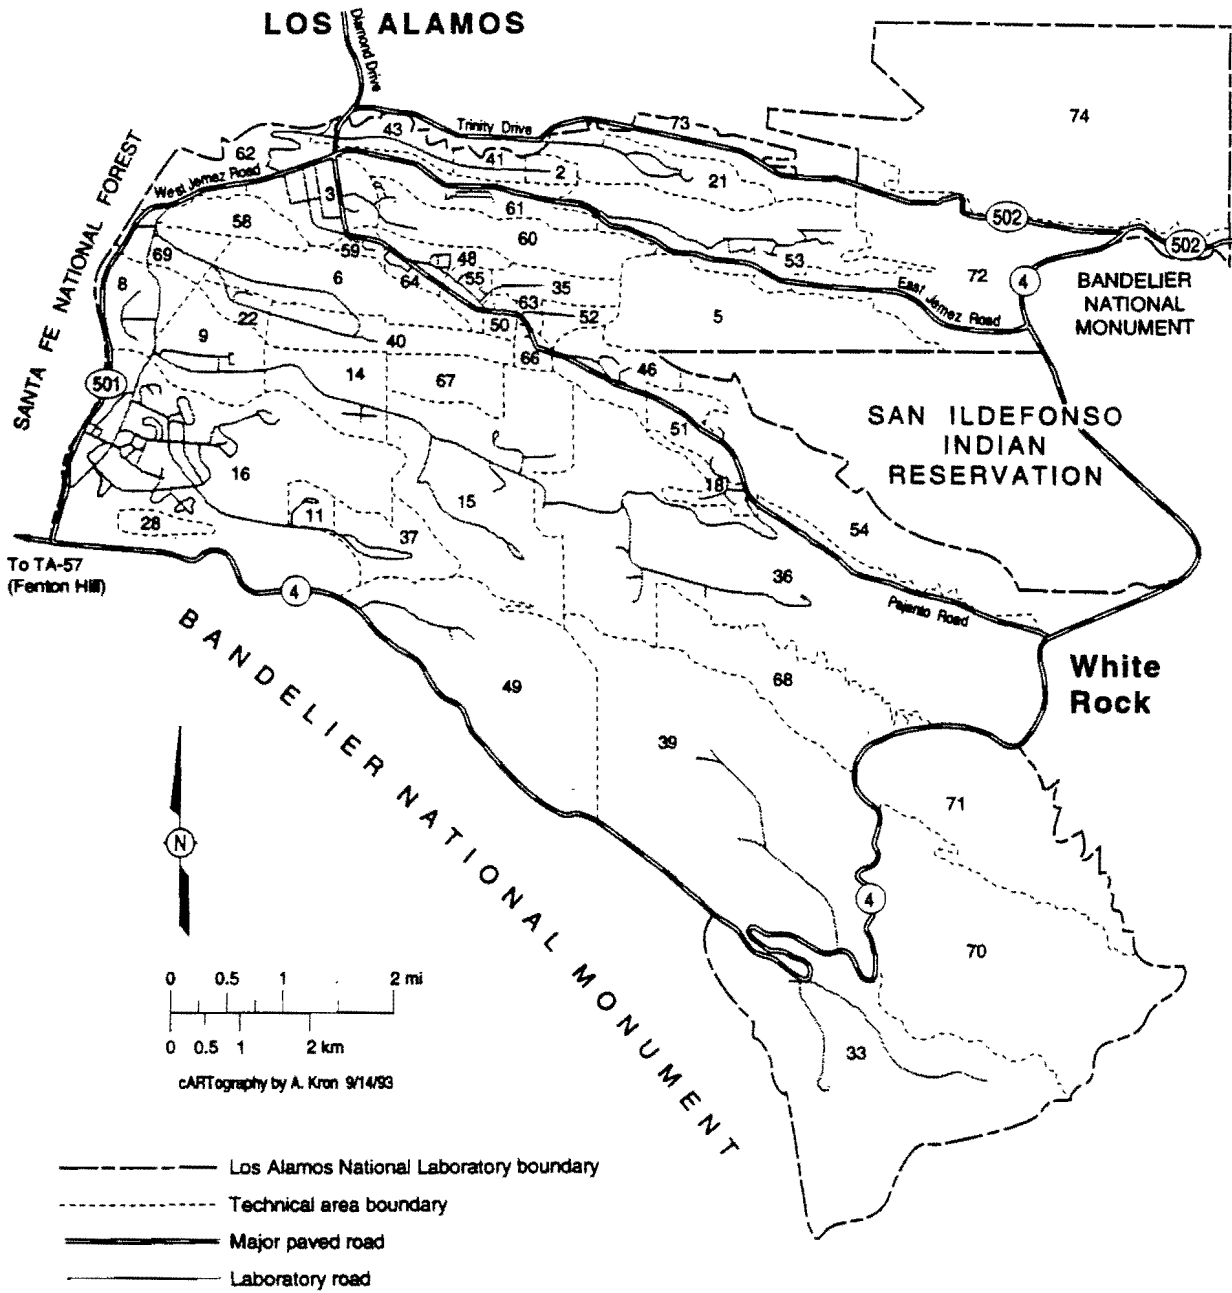 LOS ALAMOS
Diamond Drive
74
73
Trinity Drive
43
62
41
2
21
West Jemez Road
3
SANTA FE NATIONAL FOREST
58
61
502
502
60
59
48
53
72
69
8
6
64
55
35
4
BANDELIER
NATIONAL
MONUMENT
East Jemez Road
63
22
50
52
5
9
40
66
14
67
46
501
SAN ILDEFONSO
INDIAN
RESERVATION
51
16
18
15
11
28
37
54
To TA-57
(Fenton Hill)
36
4
Pajarito Road
BANDELIER NATIONAL MONUMENT
White
Rock
68
49
39
71
N
4
70
0 0.5 1 2 mi
0 0.5 1 2 km
33
cARTography by A. Kron 9/14/93
Los Alamos National Laboratory boundary
Technical area boundary
Major paved road
Laboratory road